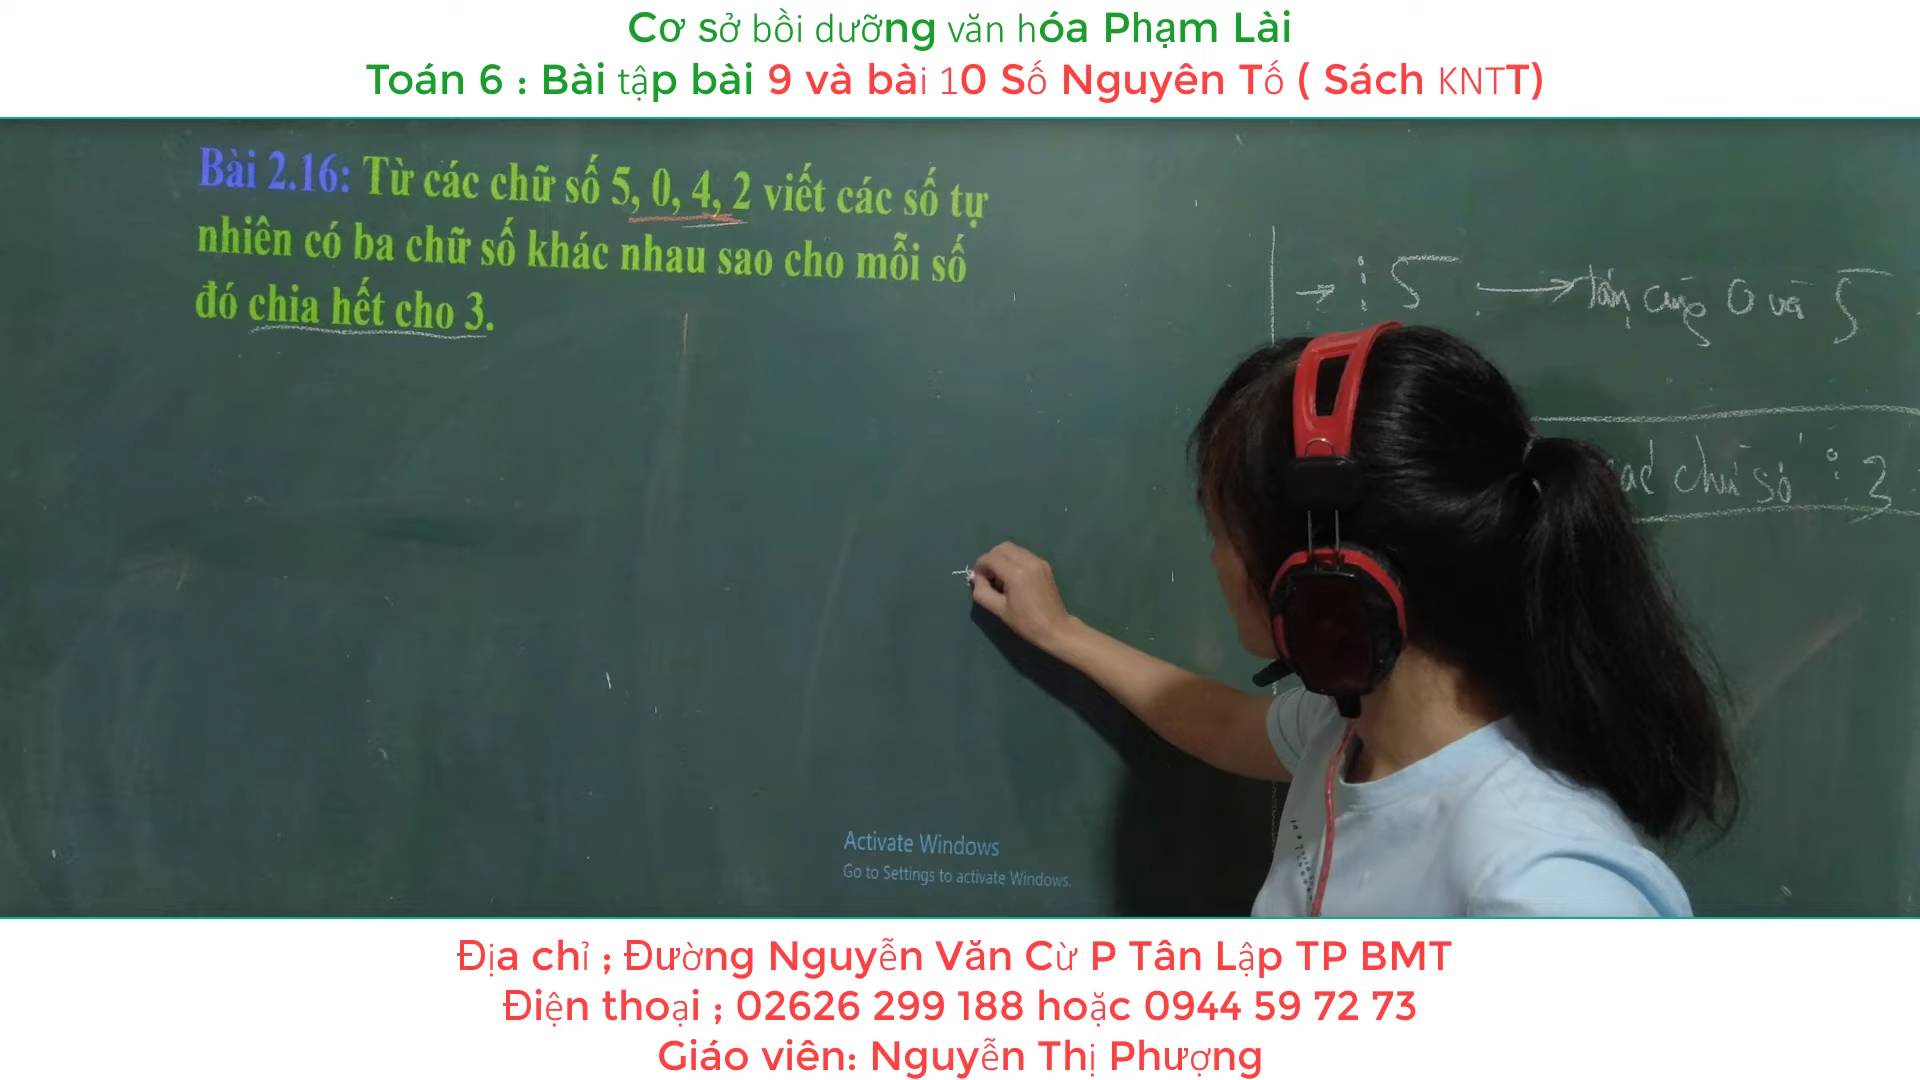 Cơ sở bồi dưỡng văn hóa Phạm Lài
Toán 6 : Bài tập bài 9 và bài 10 Số Nguyên Tố ( Sách KNTT)
Bài 2.16: Từ các chữ số 5, 0, 4, 2 viết các số tự
nhiên có ba chữ số khác nhau sao cho mỗi số
đó chia hết cho 3.
→ ⋮ 5 → tận cùng 0 và 5
các chữ số ⋮ 3
Activate Windows
Go to Settings to activate Windows.
Địa chỉ ; Đường Nguyễn Văn Cừ P Tân Lập TP BMT
Điện thoại ; 02626 299 188 hoặc 0944 59 72 73
Giáo viên: Nguyễn Thị Phượng